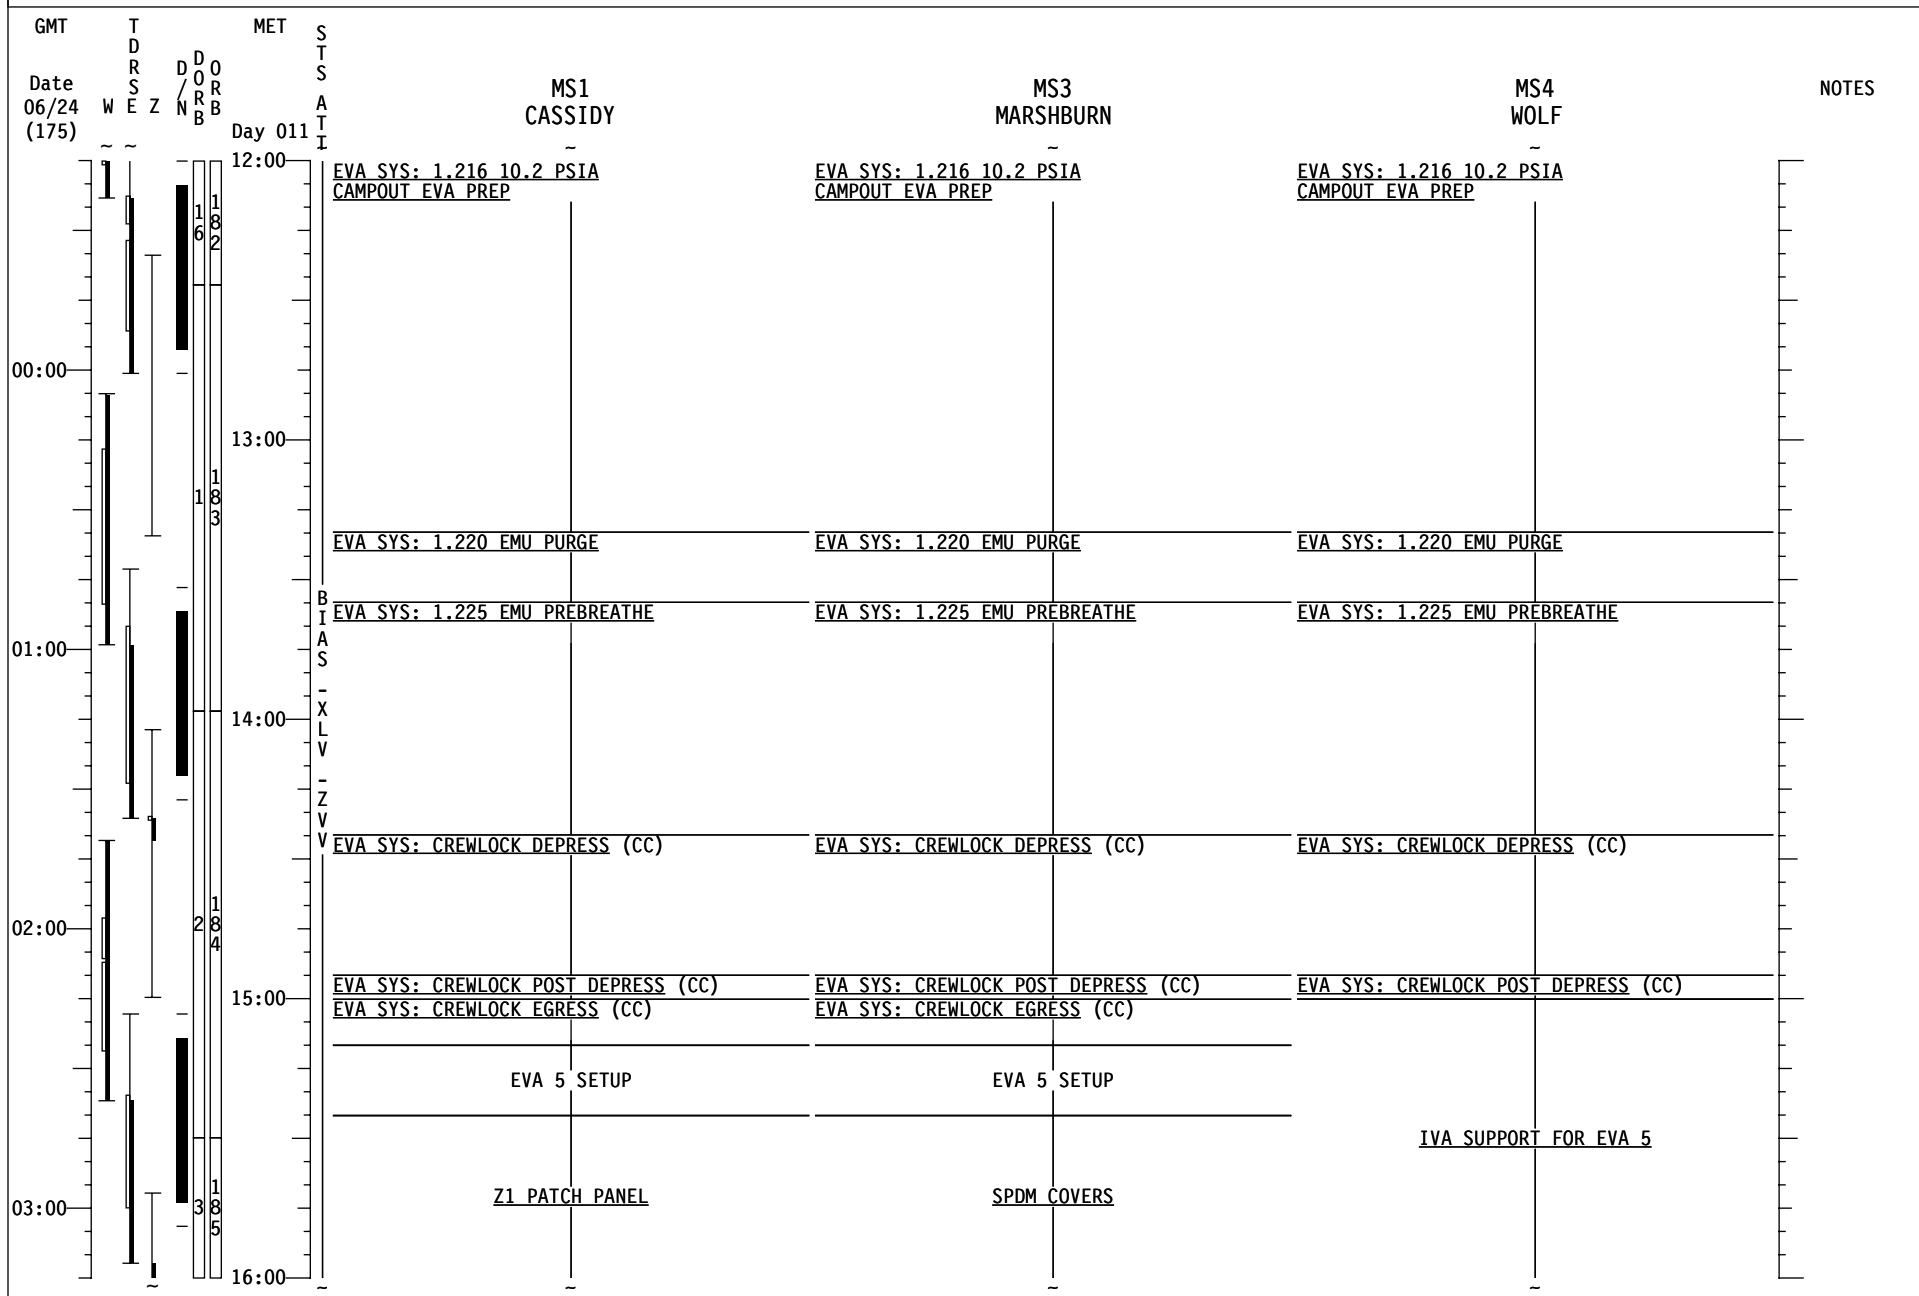 GMT
Date
06/24
(175)
W
TDRS
E
Z
D/N
DORB
ORB
MET
Day 011
STS ATT
MS1
CASSIDY
MS3
MARSHBURN
MS4
WOLF
NOTES
~ ~ ~ ~ ~
12:00
EVA SYS: 1.216 10.2 PSIA
CAMPOUT EVA PREP
EVA SYS: 1.216 10.2 PSIA
CAMPOUT EVA PREP
EVA SYS: 1.216 10.2 PSIA
CAMPOUT EVA PREP
16
182
00:00
13:00
1
183
EVA SYS: 1.220 EMU PURGE
EVA SYS: 1.220 EMU PURGE
EVA SYS: 1.220 EMU PURGE
BIAS -XLV -ZVV
EVA SYS: 1.225 EMU PREBREATHE
EVA SYS: 1.225 EMU PREBREATHE
EVA SYS: 1.225 EMU PREBREATHE
01:00
14:00
EVA SYS: CREWLOCK DEPRESS (CC)
EVA SYS: CREWLOCK DEPRESS (CC)
EVA SYS: CREWLOCK DEPRESS (CC)
2
184
02:00
EVA SYS: CREWLOCK POST DEPRESS (CC)
EVA SYS: CREWLOCK POST DEPRESS (CC)
EVA SYS: CREWLOCK POST DEPRESS (CC)
15:00
EVA SYS: CREWLOCK EGRESS (CC)
EVA SYS: CREWLOCK EGRESS (CC)
EVA 5 SETUP
EVA 5 SETUP
IVA SUPPORT FOR EVA 5
Z1 PATCH PANEL
SPDM COVERS
03:00
3
185
16:00
~ ~ ~ ~ ~